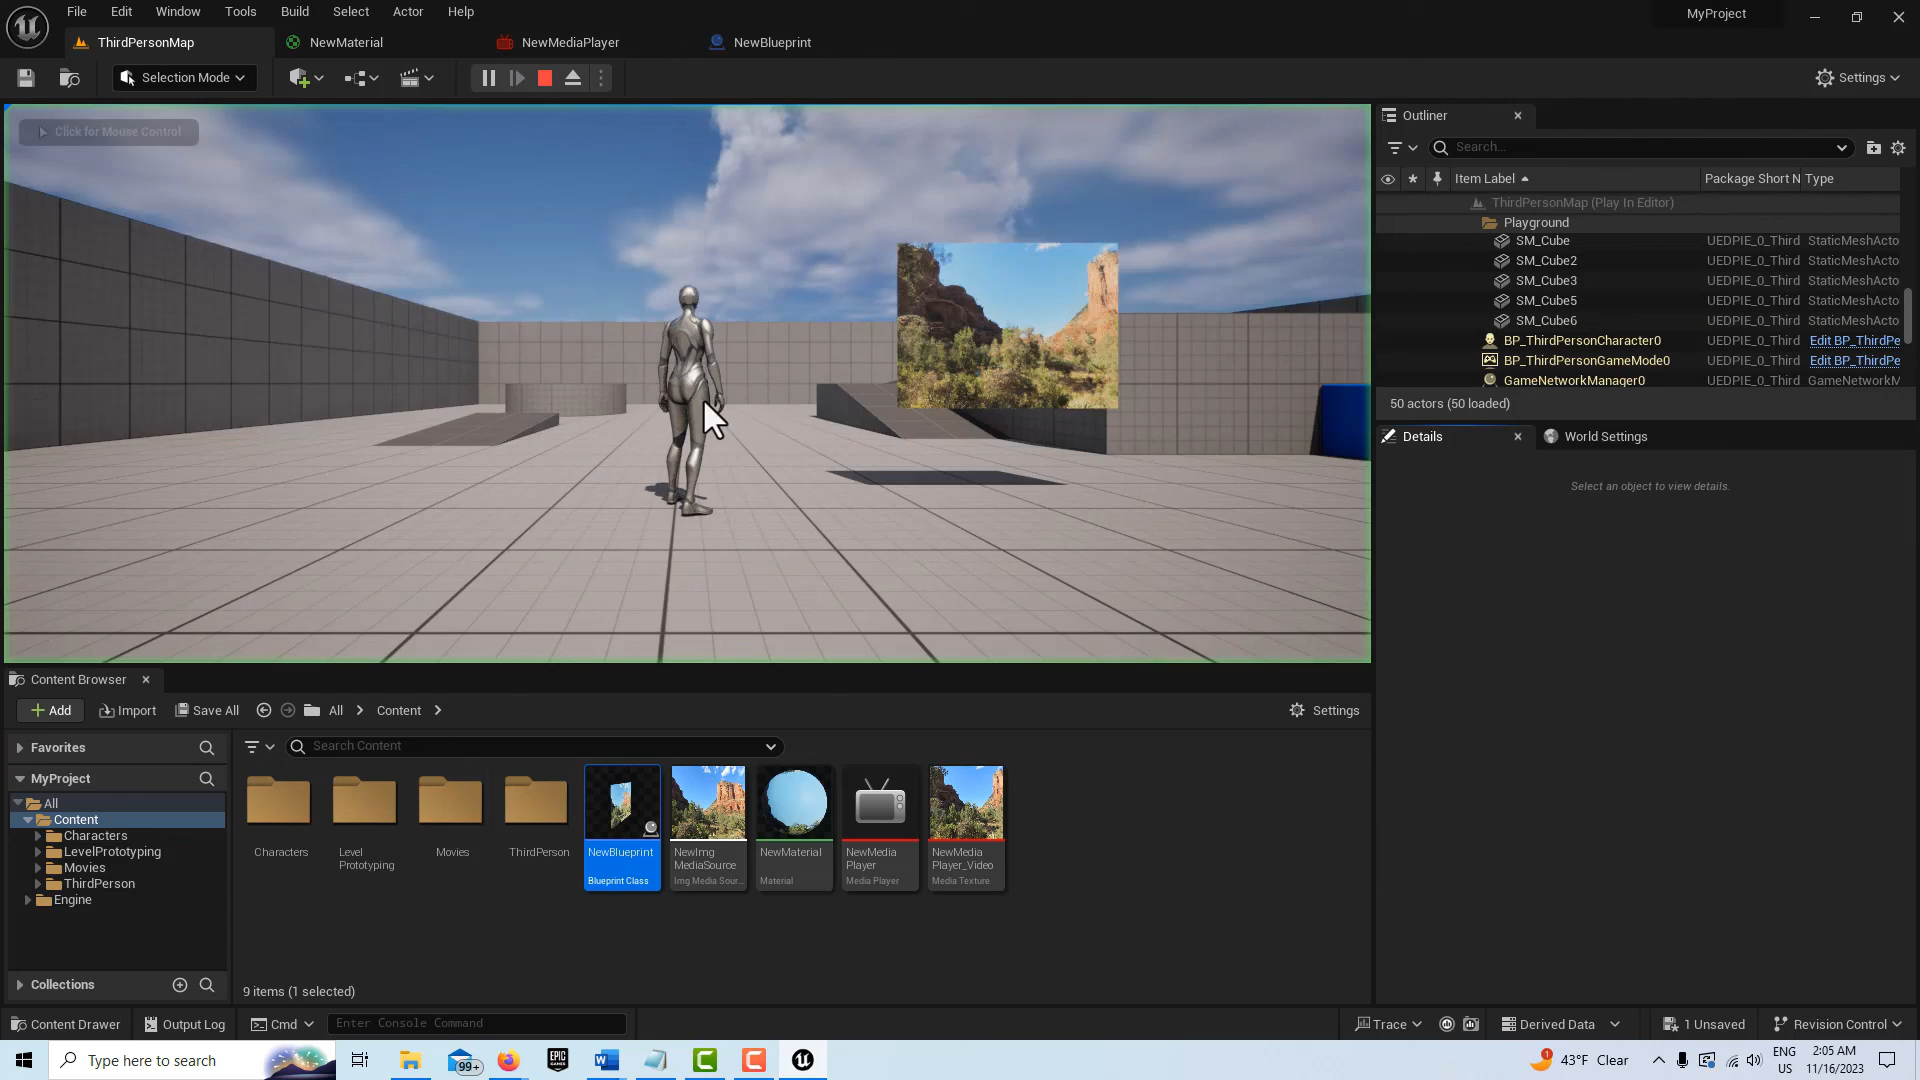 File Edit Window Tools Build Select Actor Help
MyProject
ThirdPersonMap NewMaterial NewMediaPlayer NewBlueprint
Selection Mode
Settings
Click for Mouse Control
Outliner
Search...
Item Label Package Short N Type
ThirdPersonMap (Play In Editor)
Playground
SM_Cube UEDPIE_0_Third StaticMeshActo
SM_Cube2 UEDPIE_0_Third StaticMeshActo
SM_Cube3 UEDPIE_0_Third StaticMeshActo
SM_Cube5 UEDPIE_0_Third StaticMeshActo
SM_Cube6 UEDPIE_0_Third StaticMeshActo
BP_ThirdPersonCharacter0 UEDPIE_0_Third Edit BP_ThirdPe
BP_ThirdPersonGameMode0 UEDPIE_0_Third Edit BP_ThirdPe
GameNetworkManager0 UEDPIE_0_Third GameNetworkM
50 actors (50 loaded)
Details World Settings
Select an object to view details.
Content Browser
Add Import Save All All Content
Settings
Favorites
Search Content
MyProject
All
Content
Characters
LevelPrototyping
Movies
ThirdPerson
Engine
Collections
Characters
Level
Prototyping
Movies
ThirdPerson
NewBlueprint
Blueprint Class
NewImg
MediaSource
Img Media Sour...
NewMaterial
Material
NewMedia
Player
Media Player
NewMedia
Player_Video
Media Texture
9 items (1 selected)
Content Drawer Output Log Cmd Enter Console Command
Trace Derived Data 1 Unsaved Revision Control
Type here to search
99+
EPIC
GAMES
1
43°F Clear
ENG
US
2:05 AM
11/16/2023